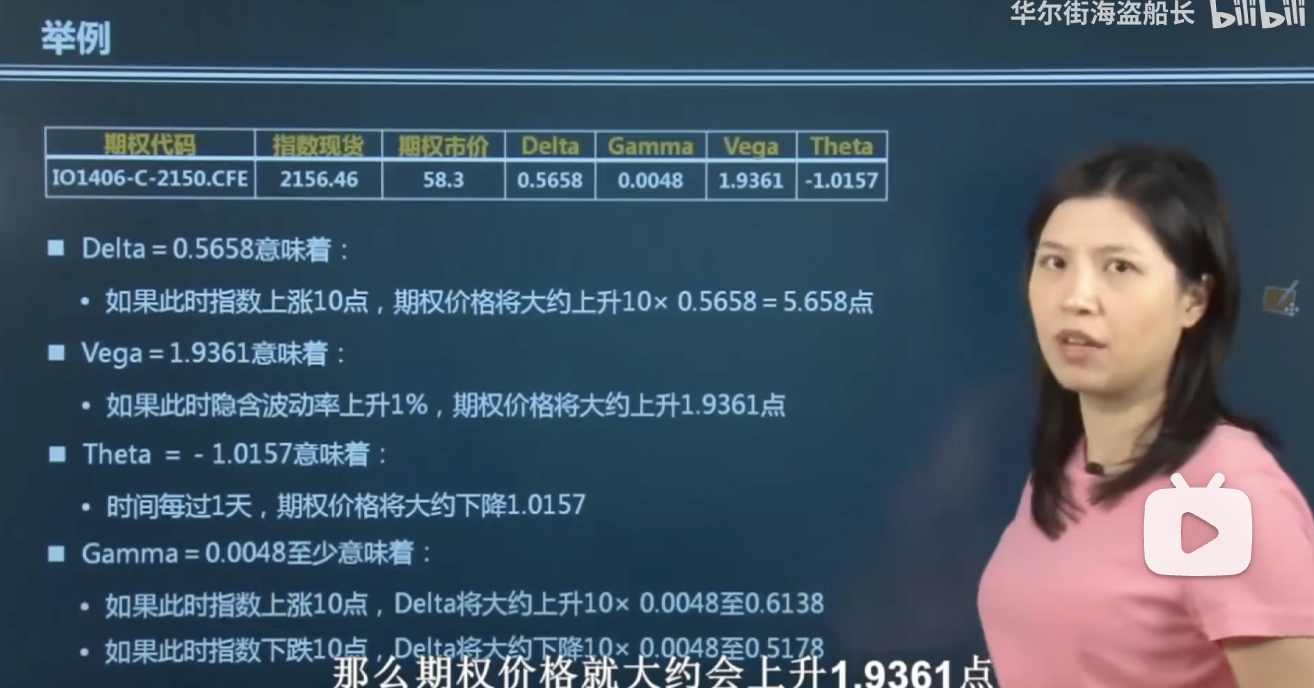 华尔街海盗船长 bilibili
举例
期权代码 指数现货 期权市价 Delta Gamma Vega Theta
IO1406-C-2150.CFE 2156.46 58.3 0.5658 0.0048 1.9361 -1.0157
■ Delta = 0.5658意味着：
• 如果此时指数上涨10点，期权价格将大约上升10× 0.5658 = 5.658点
■ Vega = 1.9361意味着：
• 如果此时隐含波动率上升1%，期权价格将大约上升1.9361点
■ Theta = - 1.0157意味着：
• 时间每过1天，期权价格将大约下降1.0157
■ Gamma = 0.0048至少意味着：
• 如果此时指数上涨10点，Delta将大约上升10× 0.0048至0.6138
• 如果此时指数下跌10点，Delta将大约下降10× 0.0048至0.5178
那么期权价格就大约会上升1.9361点